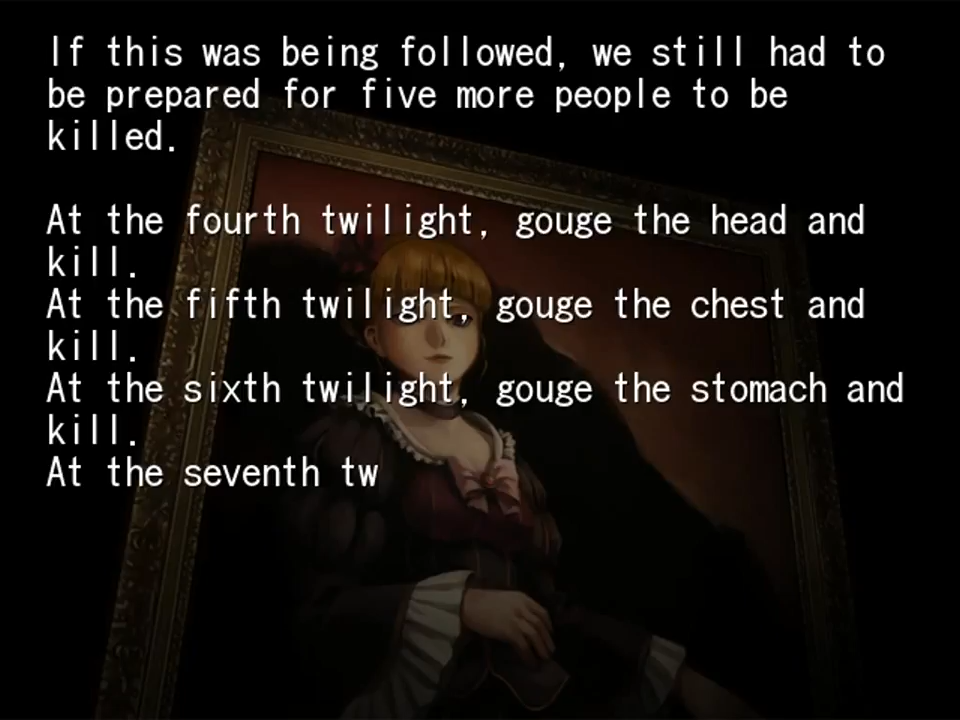 If this was being followed, we still had to
be prepared for five more people to be
killed.
At the fourth twilight, gouge the head and
kill.
At the fifth twilight, gouge the chest and
kill.
At the sixth twilight, gouge the stomach and
kill.
At the seventh tw